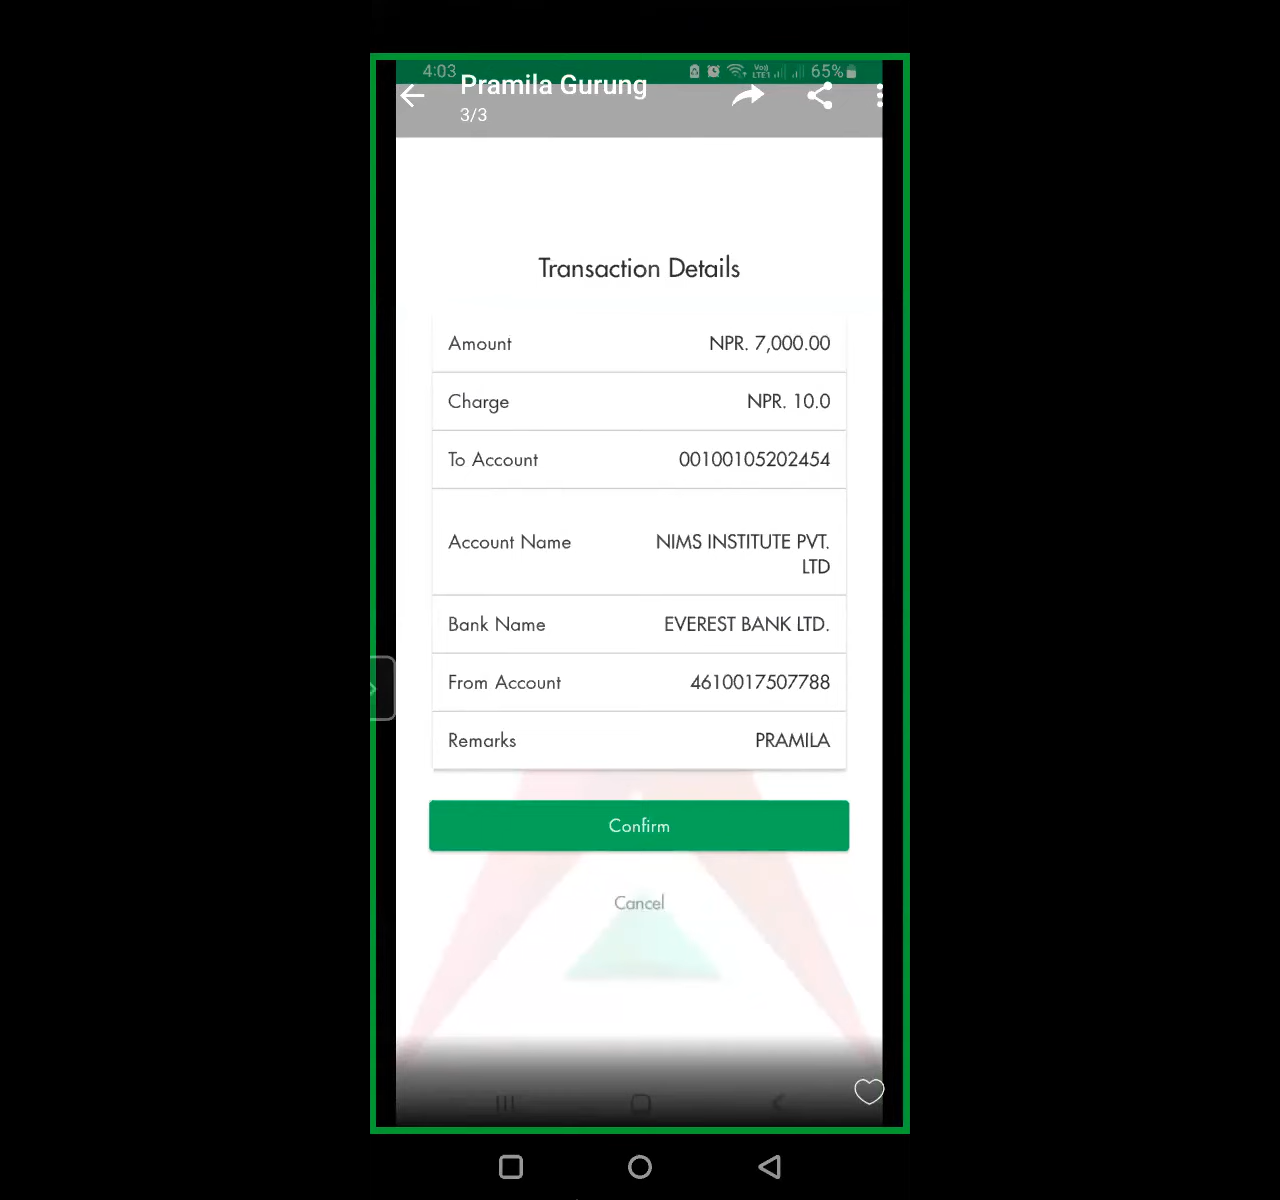 4:03 65%
Pramila Gurung
3/3
Transaction Details
Amount NPR. 7,000.00
Charge NPR. 10.0
To Account 00100105202454
Account Name NIMS INSTITUTE PVT.
LTD
Bank Name EVEREST BANK LTD.
From Account 4610017507788
Remarks PRAMILA
Confirm
Cancel